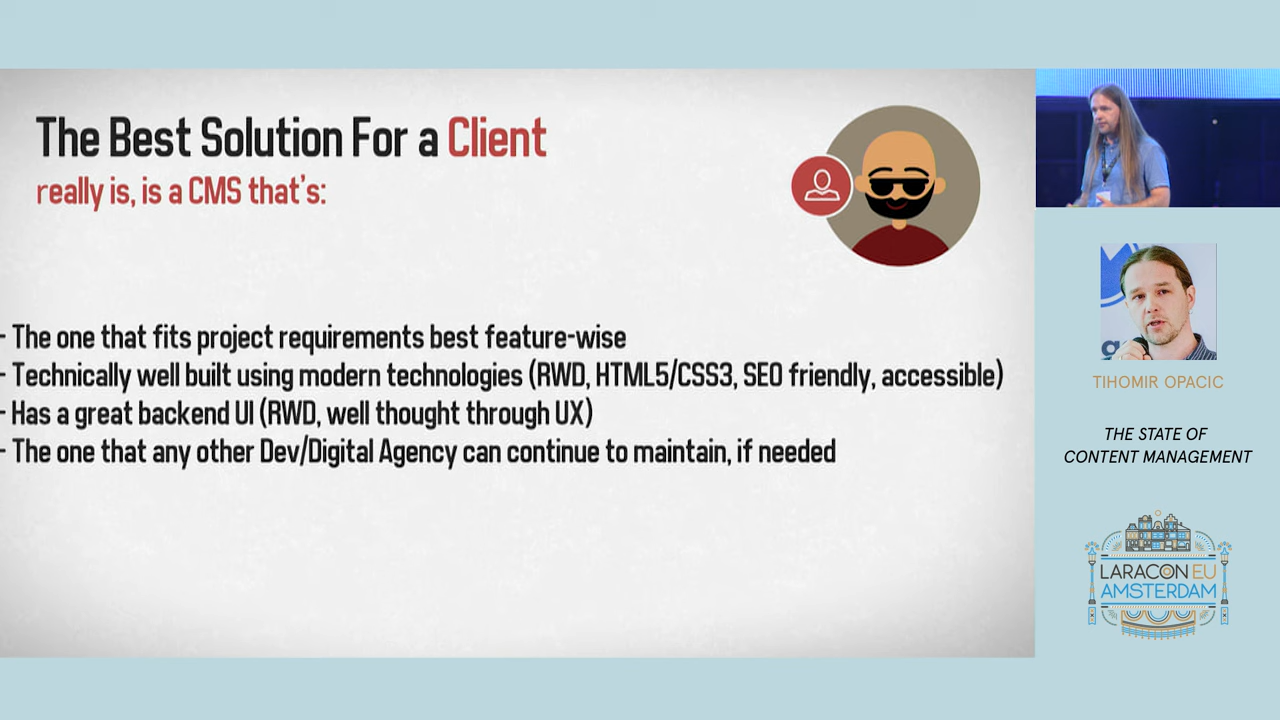 The Best Solution For a Client
really is, is a CMS that's:
- The one that fits project requirements best feature-wise
- Technically well built using modern technologies (RWD, HTML5/CSS3, SEO friendly, accessible)
- Has a great backend UI (RWD, well thought through UX)
- The one that any other Dev/Digital Agency can continue to maintain, if needed
TIHOMIR OPACIC
THE STATE OF
CONTENT MANAGEMENT
LARACON EU
AMSTERDAM